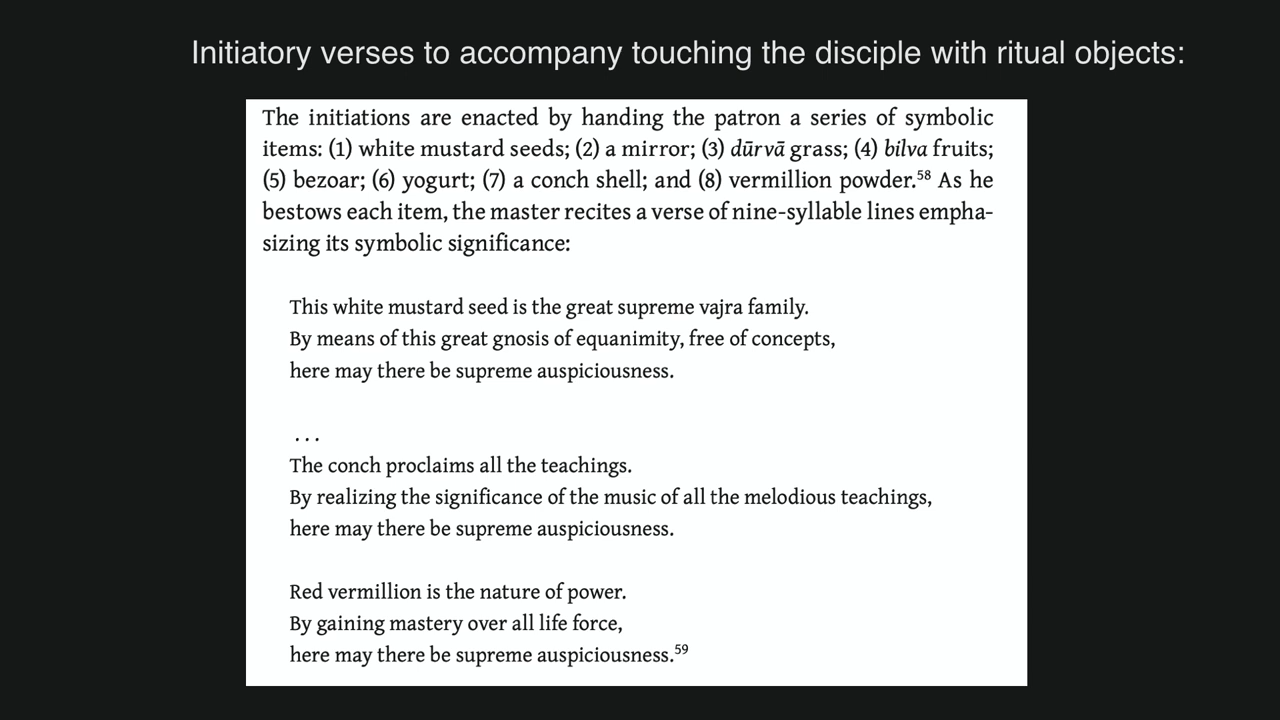 Initiatory verses to accompany touching the disciple with ritual objects:
The initiations are enacted by handing the patron a series of symbolic
items: (1) white mustard seeds; (2) a mirror; (3) dūrvā grass; (4) bilva fruits;
(5) bezoar; (6) yogurt; (7) a conch shell; and (8) vermillion powder.⁵⁸ As he
bestows each item, the master recites a verse of nine-syllable lines empha-
sizing its symbolic significance:
This white mustard seed is the great supreme vajra family.
By means of this great gnosis of equanimity, free of concepts,
here may there be supreme auspiciousness.
...
The conch proclaims all the teachings.
By realizing the significance of the music of all the melodious teachings,
here may there be supreme auspiciousness.
Red vermillion is the nature of power.
By gaining mastery over all life force,
here may there be supreme auspiciousness.⁵⁹